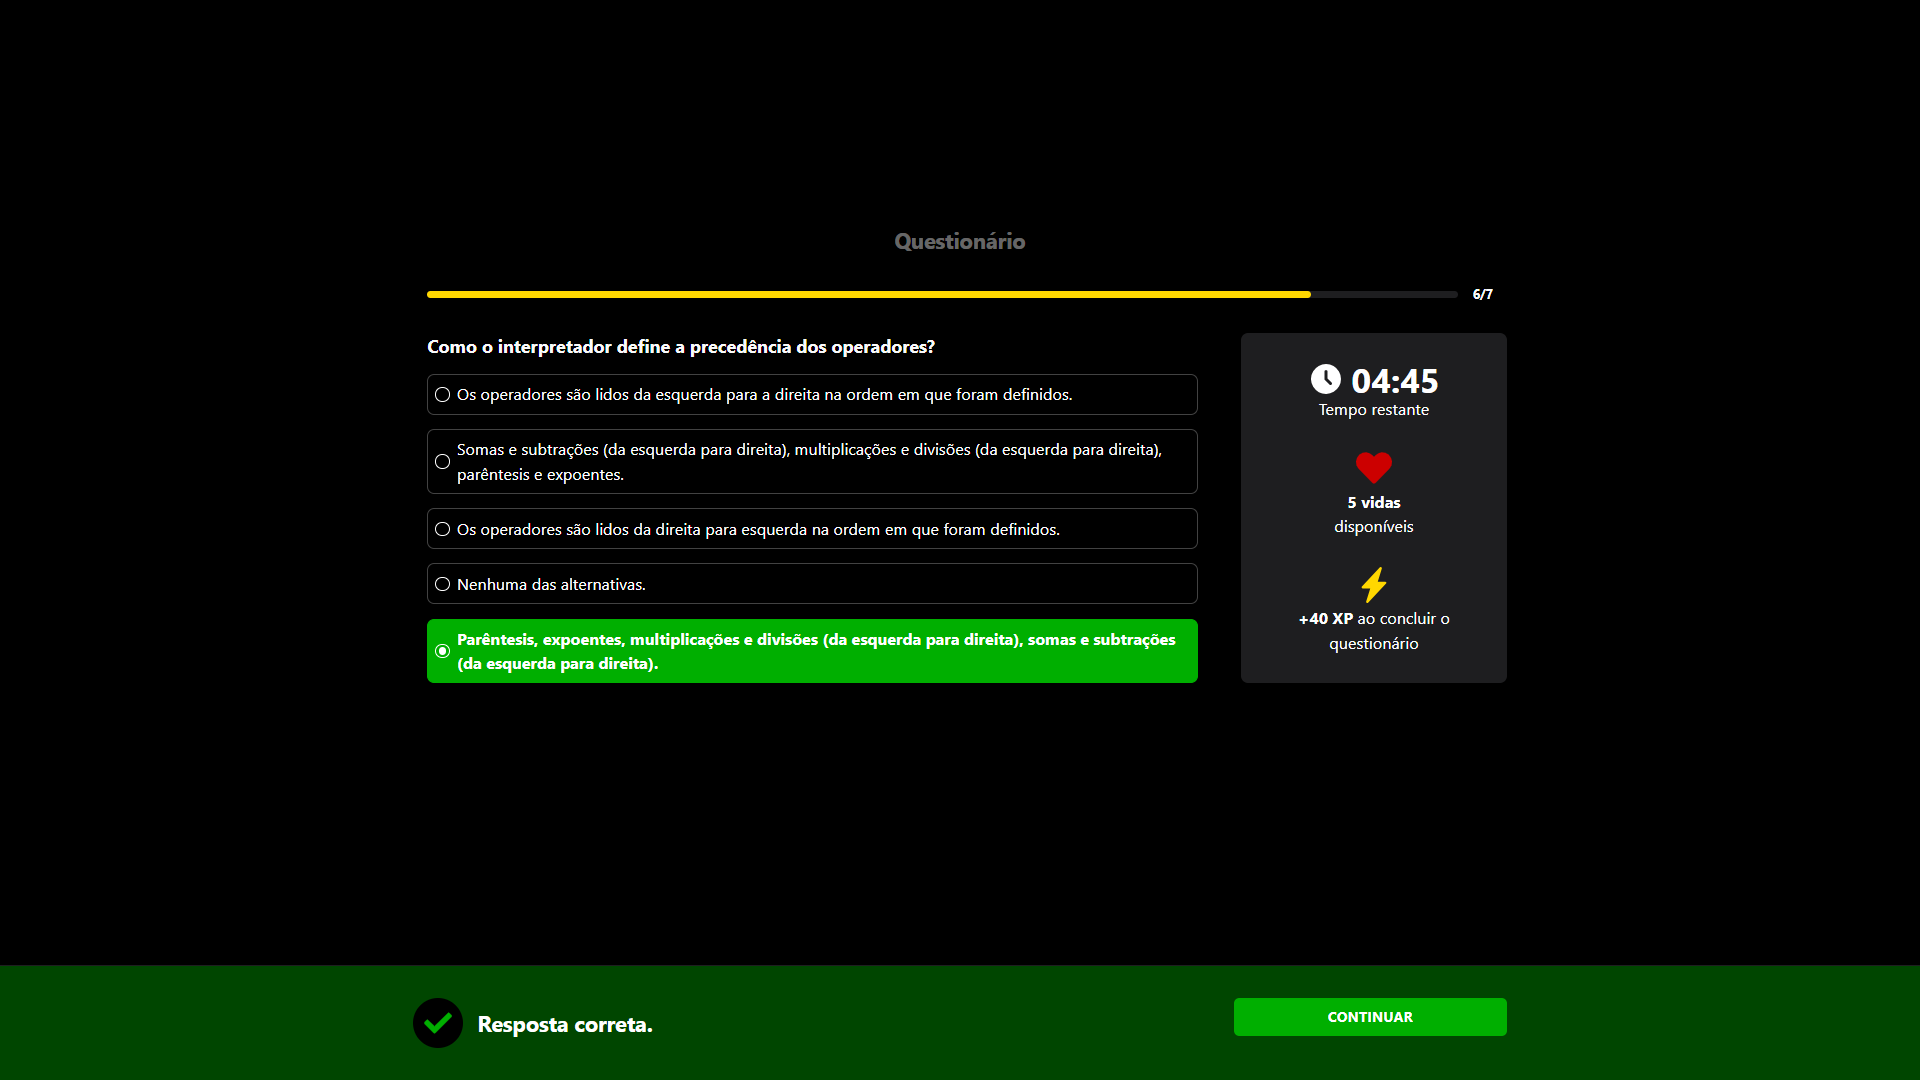 Questionário
6/7
Como o interpretador define a precedência dos operadores?
Os operadores são lidos da esquerda para a direita na ordem em que foram definidos.
Somas e subtrações (da esquerda para direita), multiplicações e divisões (da esquerda para direita),
parêntesis e expoentes.
Os operadores são lidos da direita para esquerda na ordem em que foram definidos.
Nenhuma das alternativas.
Parêntesis, expoentes, multiplicações e divisões (da esquerda para direita), somas e subtrações
(da esquerda para direita).
04:45
Tempo restante
5 vidas
disponíveis
+40 XP ao concluir o
questionário
Resposta correta.
CONTINUAR